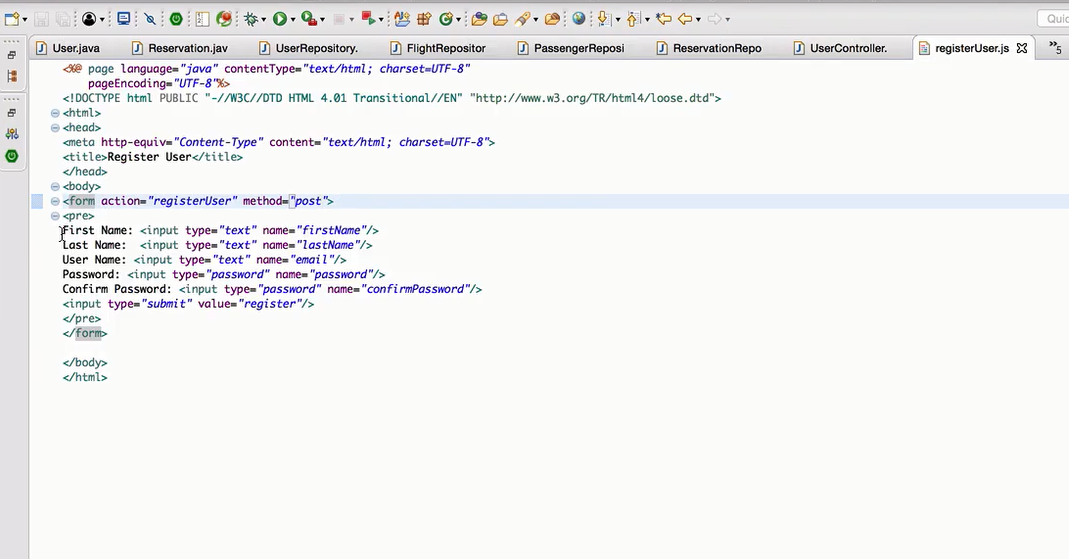 Quic
User.java
Reservation.jav
UserRepository.
FlightRepositor
PassengerReposi
ReservationRepo
UserController.
registerUser.js
»5
<%@ page language="java" contentType="text/html; charset=UTF-8"
pageEncoding="UTF-8"%>
<!DOCTYPE html PUBLIC "-//W3C//DTD HTML 4.01 Transitional//EN" "http://www.w3.org/TR/html4/loose.dtd">
<html>
<head>
<meta http-equiv="Content-Type" content="text/html; charset=UTF-8">
<title>Register User</title>
</head>
<body>
<form action="registerUser" method="post">
<pre>
First Name: <input type="text" name="firstName"/>
Last Name:  <input type="text" name="lastName"/>
User Name: <input type="text" name="email"/>
Password: <input type="password" name="password"/>
Confirm Password: <input type="password" name="confirmPassword"/>
<input type="submit" value="register"/>
</pre>
</form>
</body>
</html>